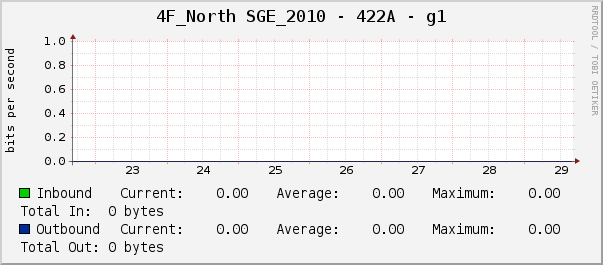 4F_North SGE_2010 - 422A - g1
RRDTOOL / TOBI OETIKER
bits per second
1.0
0.8
0.6
0.4
0.2
0.0
23 24 25 26 27 28 29
Inbound Current: 0.00 Average: 0.00 Maximum: 0.00
Total In: 0 bytes
Outbound Current: 0.00 Average: 0.00 Maximum: 0.00
Total Out: 0 bytes